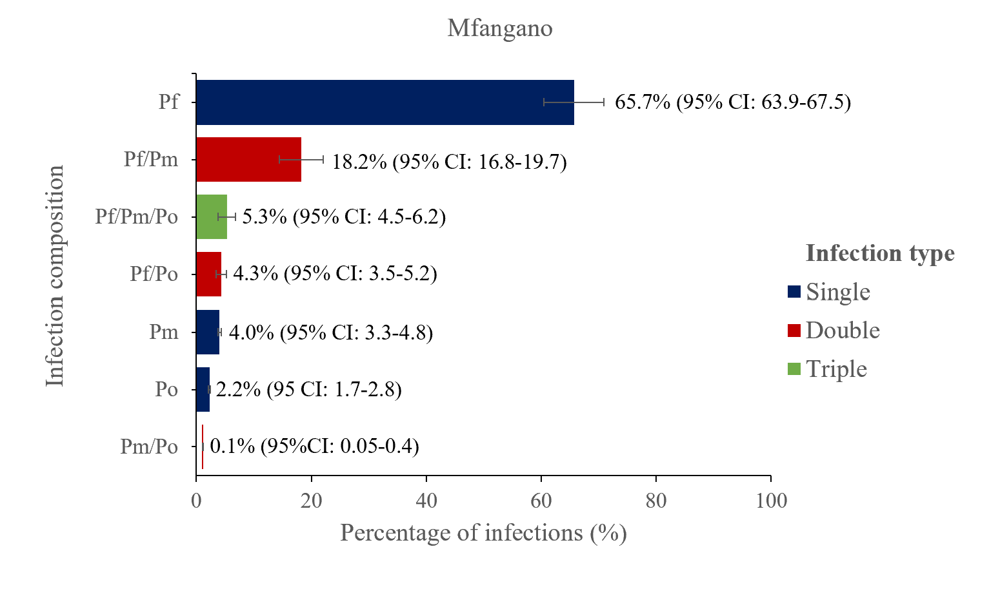 Mfangano
Pf
65.7% (95% CI: 63.9-67.5)
Pf/Pm
18.2% (95% CI: 16.8-19.7)
Pf/Pm/Po
5.3% (95% CI: 4.5-6.2)
Pf/Po
4.3% (95% CI: 3.5-5.2)
Pm
4.0% (95% CI: 3.3-4.8)
Po
2.2% (95 CI: 1.7-2.8)
Pm/Po
0.1% (95%CI: 0.05-0.4)
Infection composition
0 20 40 60 80 100
Percentage of infections (%)
Infection type
Single
Double
Triple